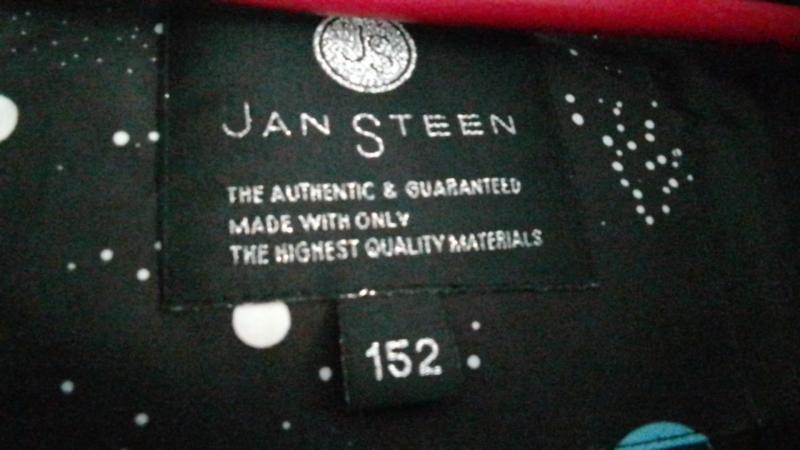 JS
JAN STEEN
THE AUTHENTIC & GUARANTEED
MADE WITH ONLY
THE HIGHEST QUALITY MATERIALS
152